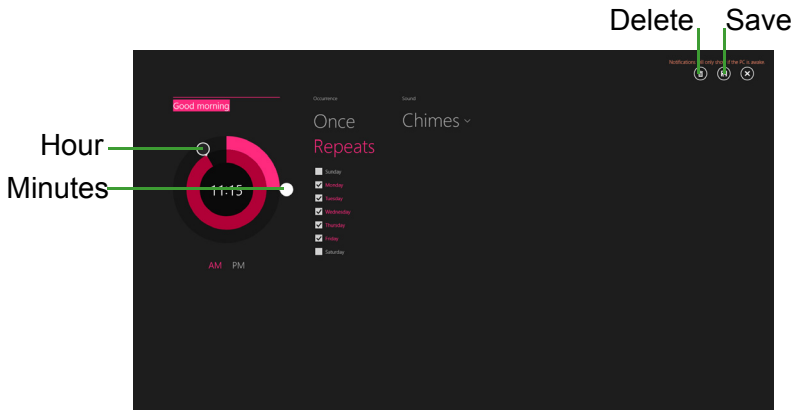 Delete Save
Notifications will only show if the PC is awake.
Good morning
Occurrence
Sound
Once
Chimes
Repeats
Hour
Minutes
11:15
Sunday
Monday
Tuesday
Wednesday
Thursday
Friday
Saturday
AM PM